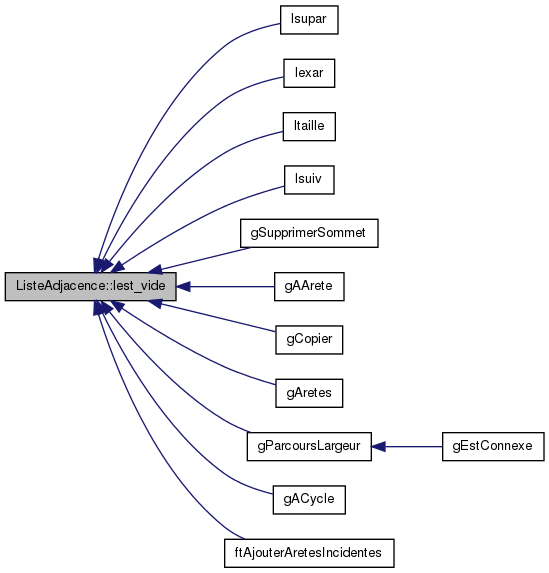 lsupar
lexar
ltaille
lsuiv
gSupprimerSommet
ListeAdjacence::lest_vide
gAArete
gCopier
gAretes
gParcoursLargeur
gEstConnexe
gACycle
ftAjouterAretesIncidentes